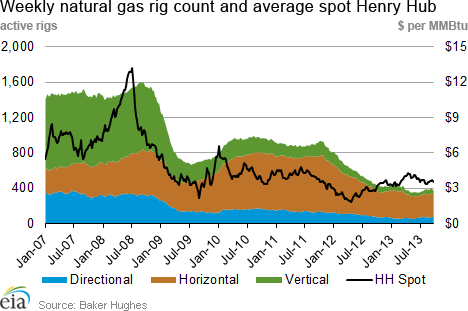 Weekly natural gas rig count and average spot Henry Hub
active rigs $ per MMBtu
2,000 $15
1,600 $12
1,200 $9
800 $6
400 $3
0 $0
Jan-07 Jul-07 Jan-08 Jul-08 Jan-09 Jul-09 Jan-10 Jul-10 Jan-11 Jul-11 Jan-12 Jul-12 Jan-13 Jul-13
Directional Horizontal Vertical HH Spot
eia Source: Baker Hughes